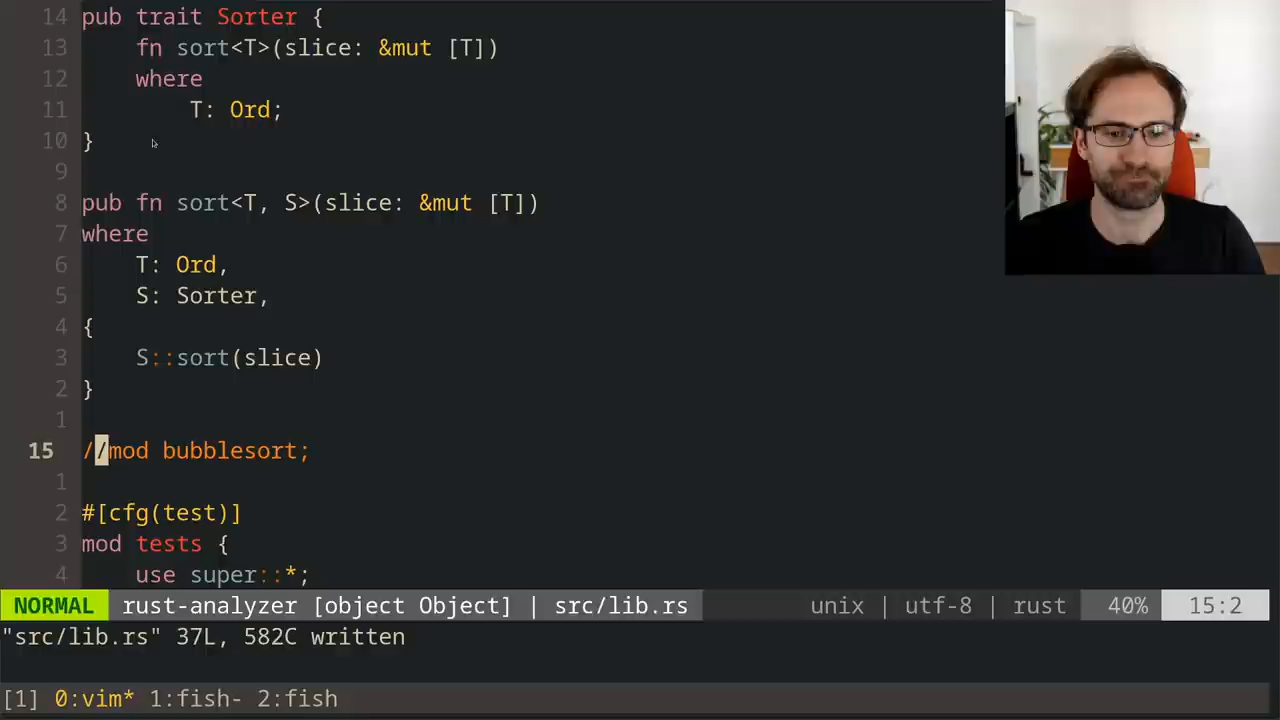 14 pub trait Sorter {
13     fn sort<T>(slice: &mut [T])
12     where
11         T: Ord;
10 }
9
8 pub fn sort<T, S>(slice: &mut [T])
7 where
6     T: Ord,
5     S: Sorter,
4 {
3     S::sort(slice)
2 }
1
15 //mod bubblesort;
1
2 #[cfg(test)]
3 mod tests {
4     use super::*;
NORMAL rust-analyzer [object Object] | src/lib.rs unix | utf-8 | rust 40% 15:2
"src/lib.rs" 37L, 582C written
[1] 0:vim* 1:fish- 2:fish